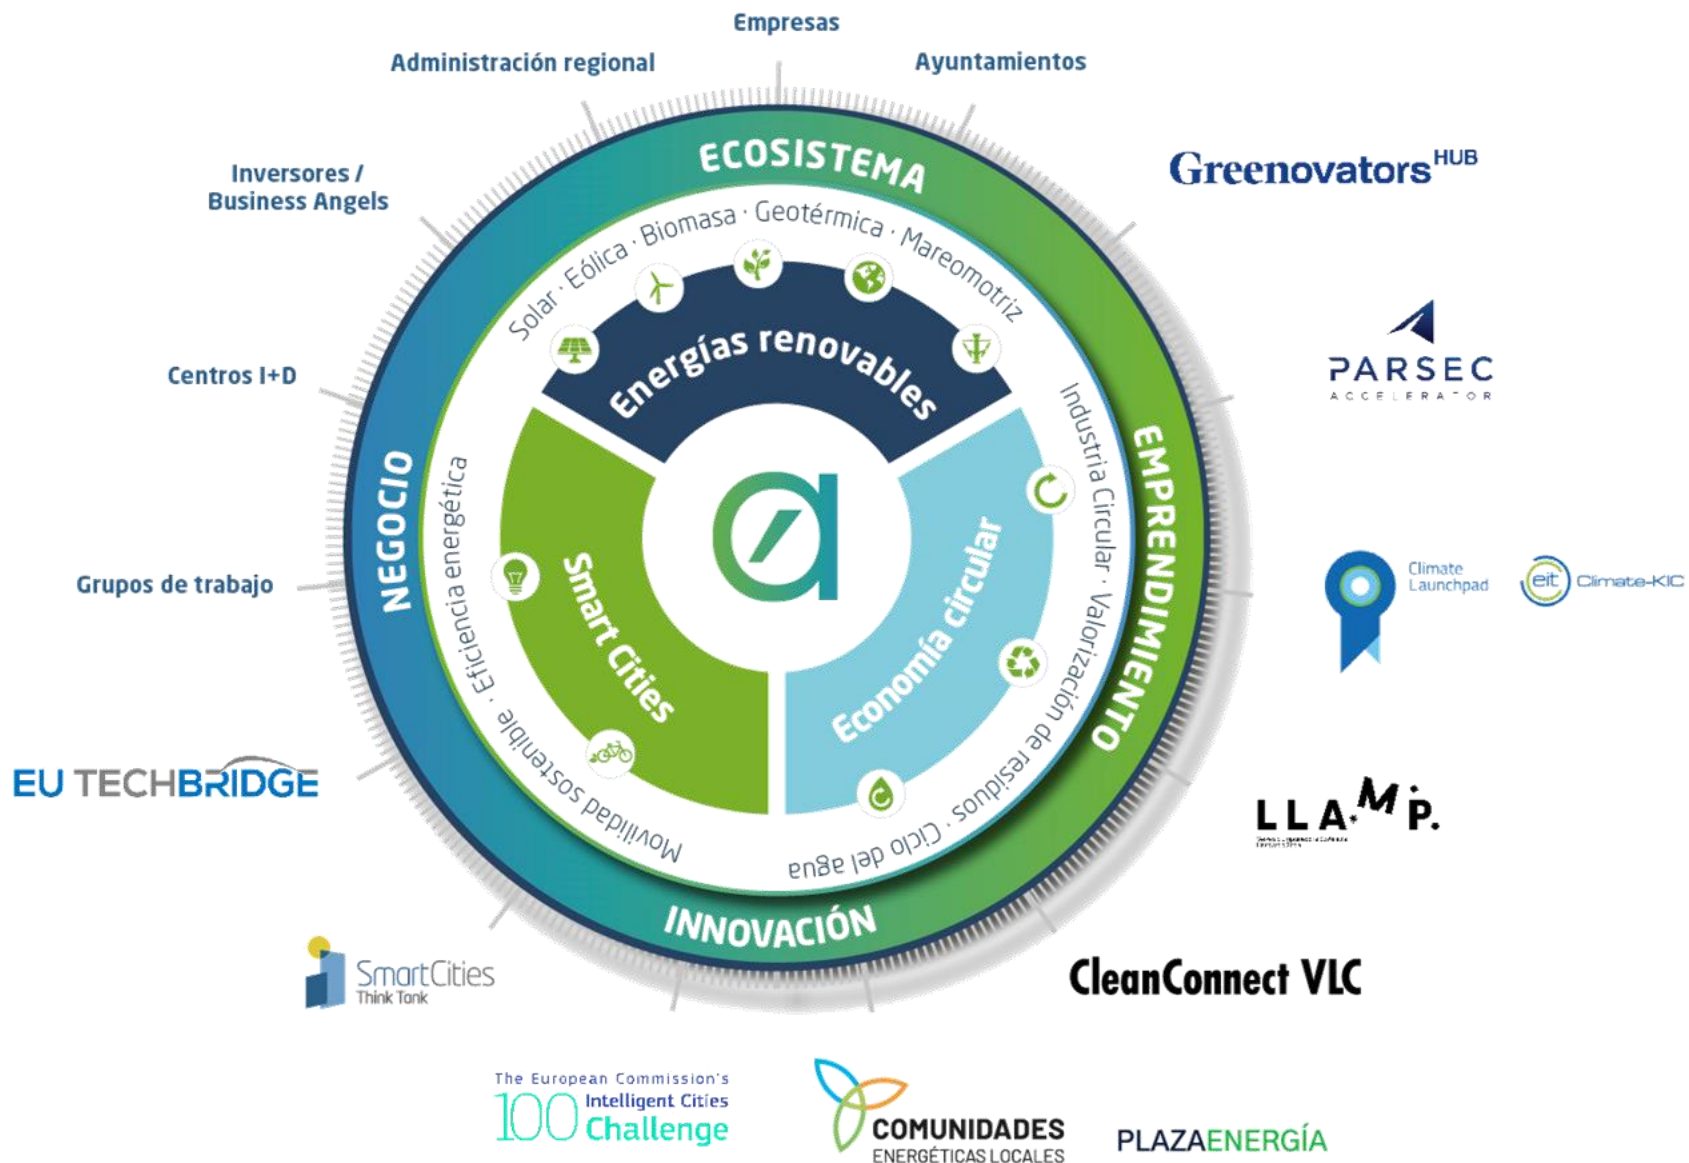 Empresas
Administración regional
Ayuntamientos
Inversores /
Business Angels
Centros I+D
Grupos de trabajo
ECOSISTEMA
EMPRENDIMIENTO
INNOVACIÓN
NEGOCIO
Solar · Eólica · Biomasa · Geotérmica · Mareomotriz
Energías renovables
Industria Circular · Valorización de residuos · Ciclo del agua
Economía circular
Movilidad sostenible · Eficiencia energética
Smart Cities
a
Greenovators HUB
PARSEC
ACCELERATOR
Climate
Launchpad
eit Climate-KIC
LLAMP.
CleanConnect VLC
PLAZAENERGÍA
COMUNIDADES
ENERGÉTICAS LOCALES
The European Commission's
100 Intelligent Cities
Challenge
SmartCities
Think Tank
EU TECHBRIDGE